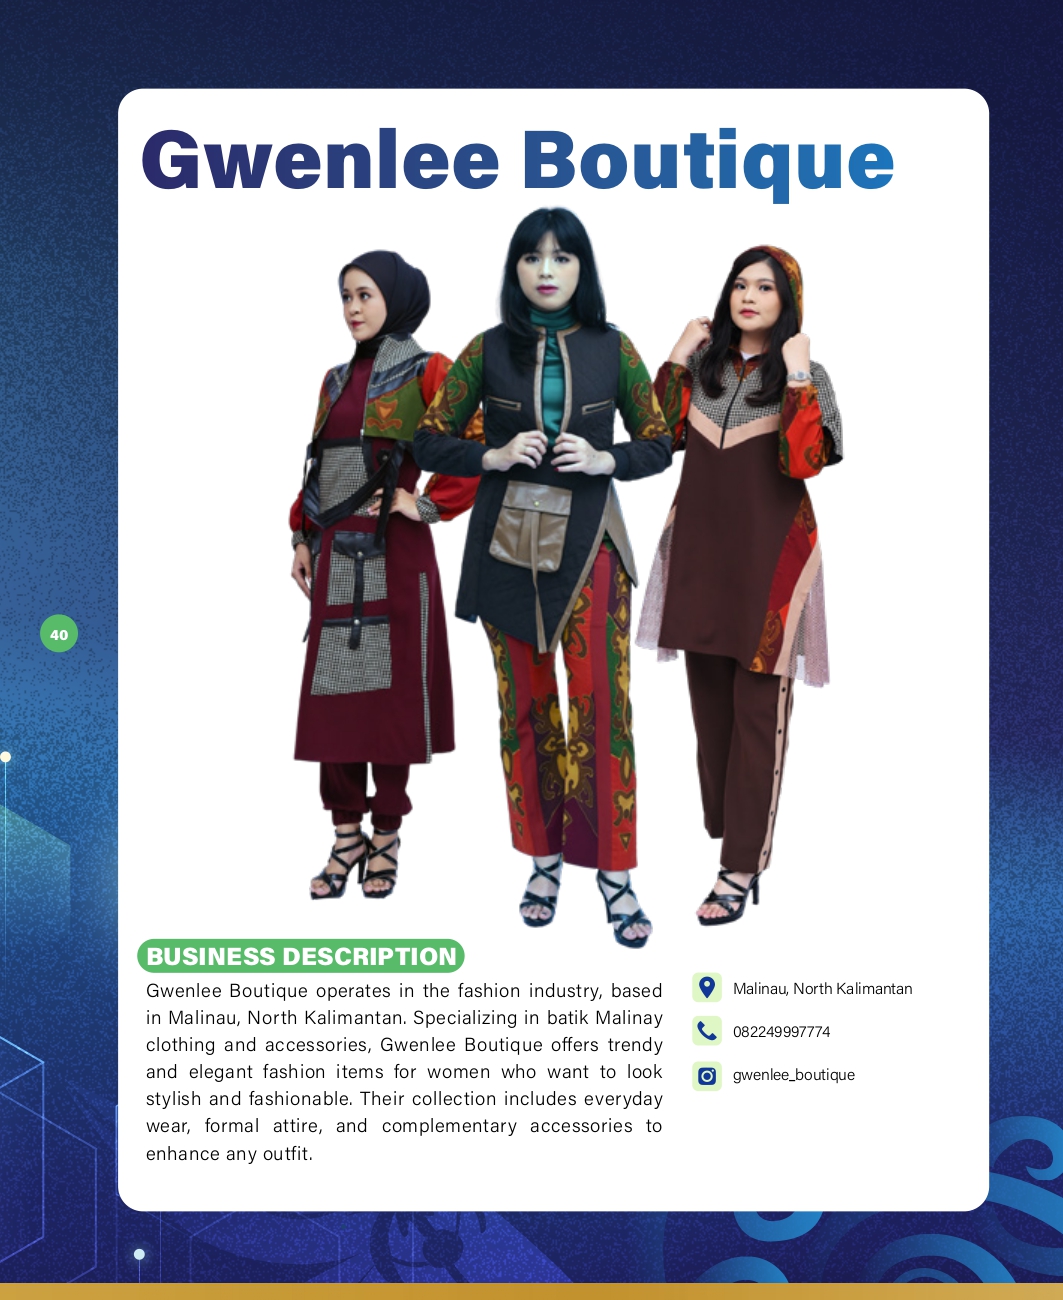 Gwenlee Boutique
40
BUSINESS DESCRIPTION
Gwenlee Boutique operates in the fashion industry, based
in Malinau, North Kalimantan. Specializing in batik Malinay
clothing and accessories, Gwenlee Boutique offers trendy
and elegant fashion items for women who want to look
stylish and fashionable. Their collection includes everyday
wear, formal attire, and complementary accessories to
enhance any outfit.
Malinau, North Kalimantan
082249997774
gwenlee_boutique